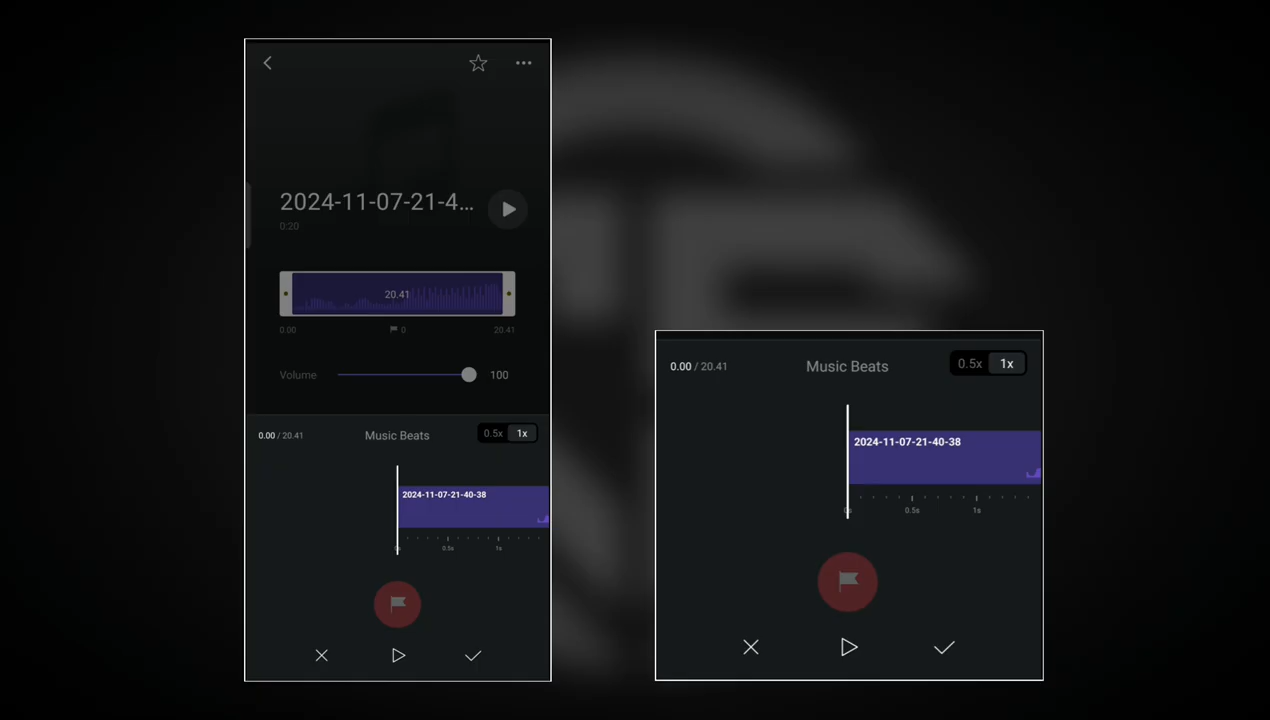 2024-11-07-21-4...
0:20
20.41
0.00 0 20.41
Volume 100
0.00 / 20.41 Music Beats 0.5x 1x
2024-11-07-21-40-38
0.5s 1s
0.00 / 20.41 Music Beats 0.5x 1x
2024-11-07-21-40-38
0.5s 1s